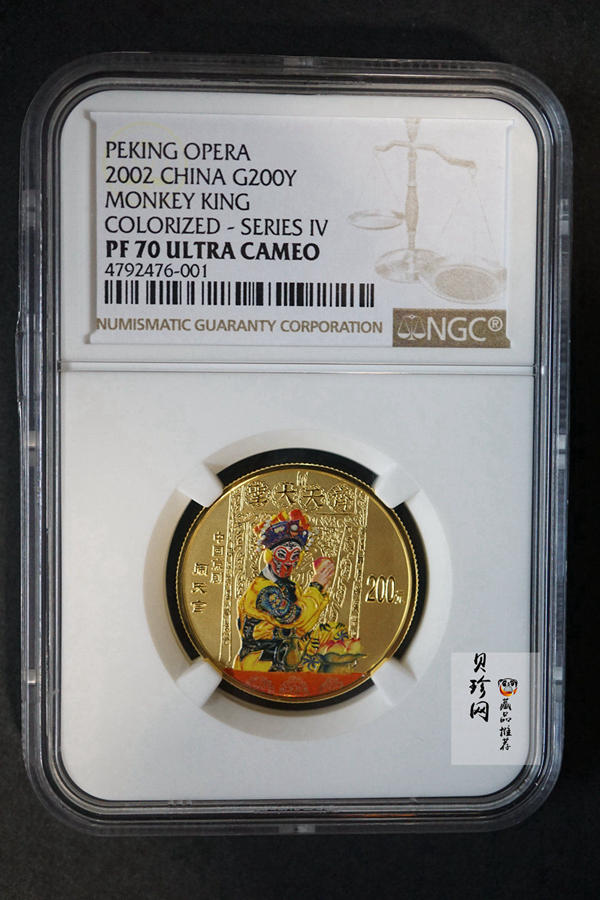 PEKING OPERA
2002 CHINA G200Y
MONKEY KING
COLORIZED - SERIES IV
PF 70 ULTRA CAMEO
4792476-001
NUMISMATIC GUARANTY CORPORATION
NGC®
聖大天齊
中国京剧
闹天宫
200元
贝珍网
藏品
推荐